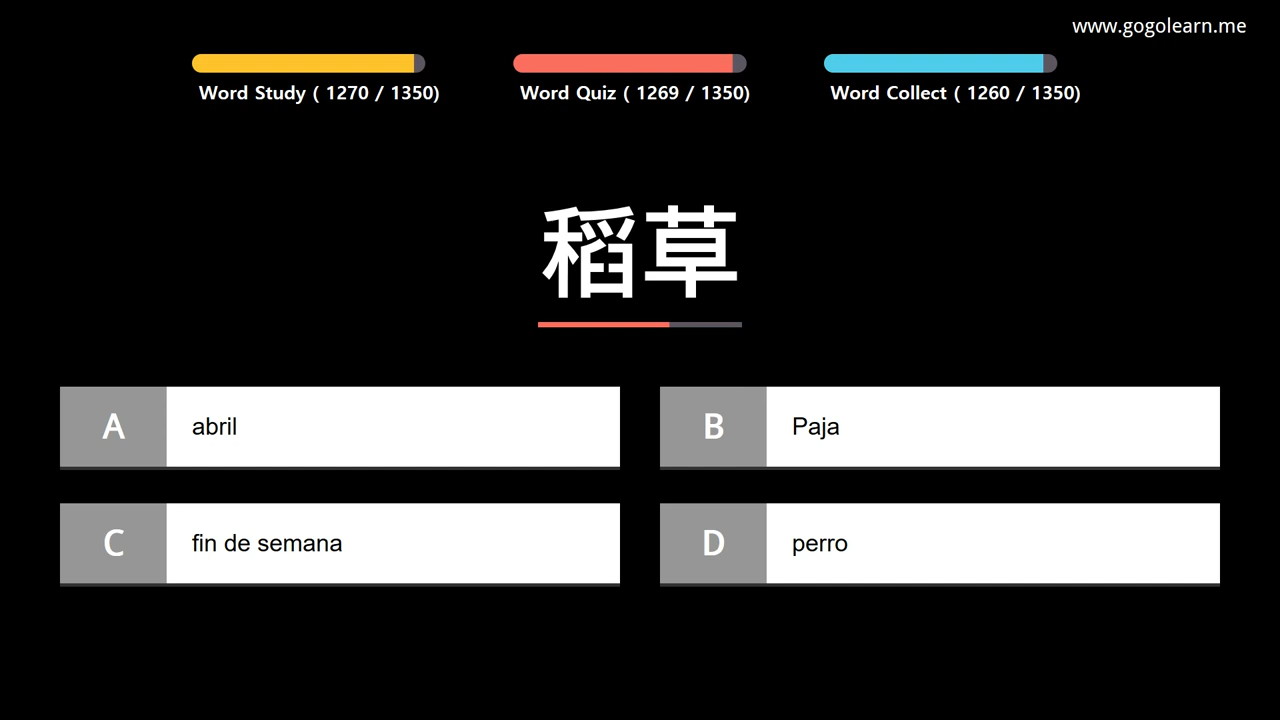 www.gogolearn.me
Word Study ( 1270 / 1350)
Word Quiz ( 1269 / 1350)
Word Collect ( 1260 / 1350)
稻草
A abril
B Paja
C fin de semana
D perro